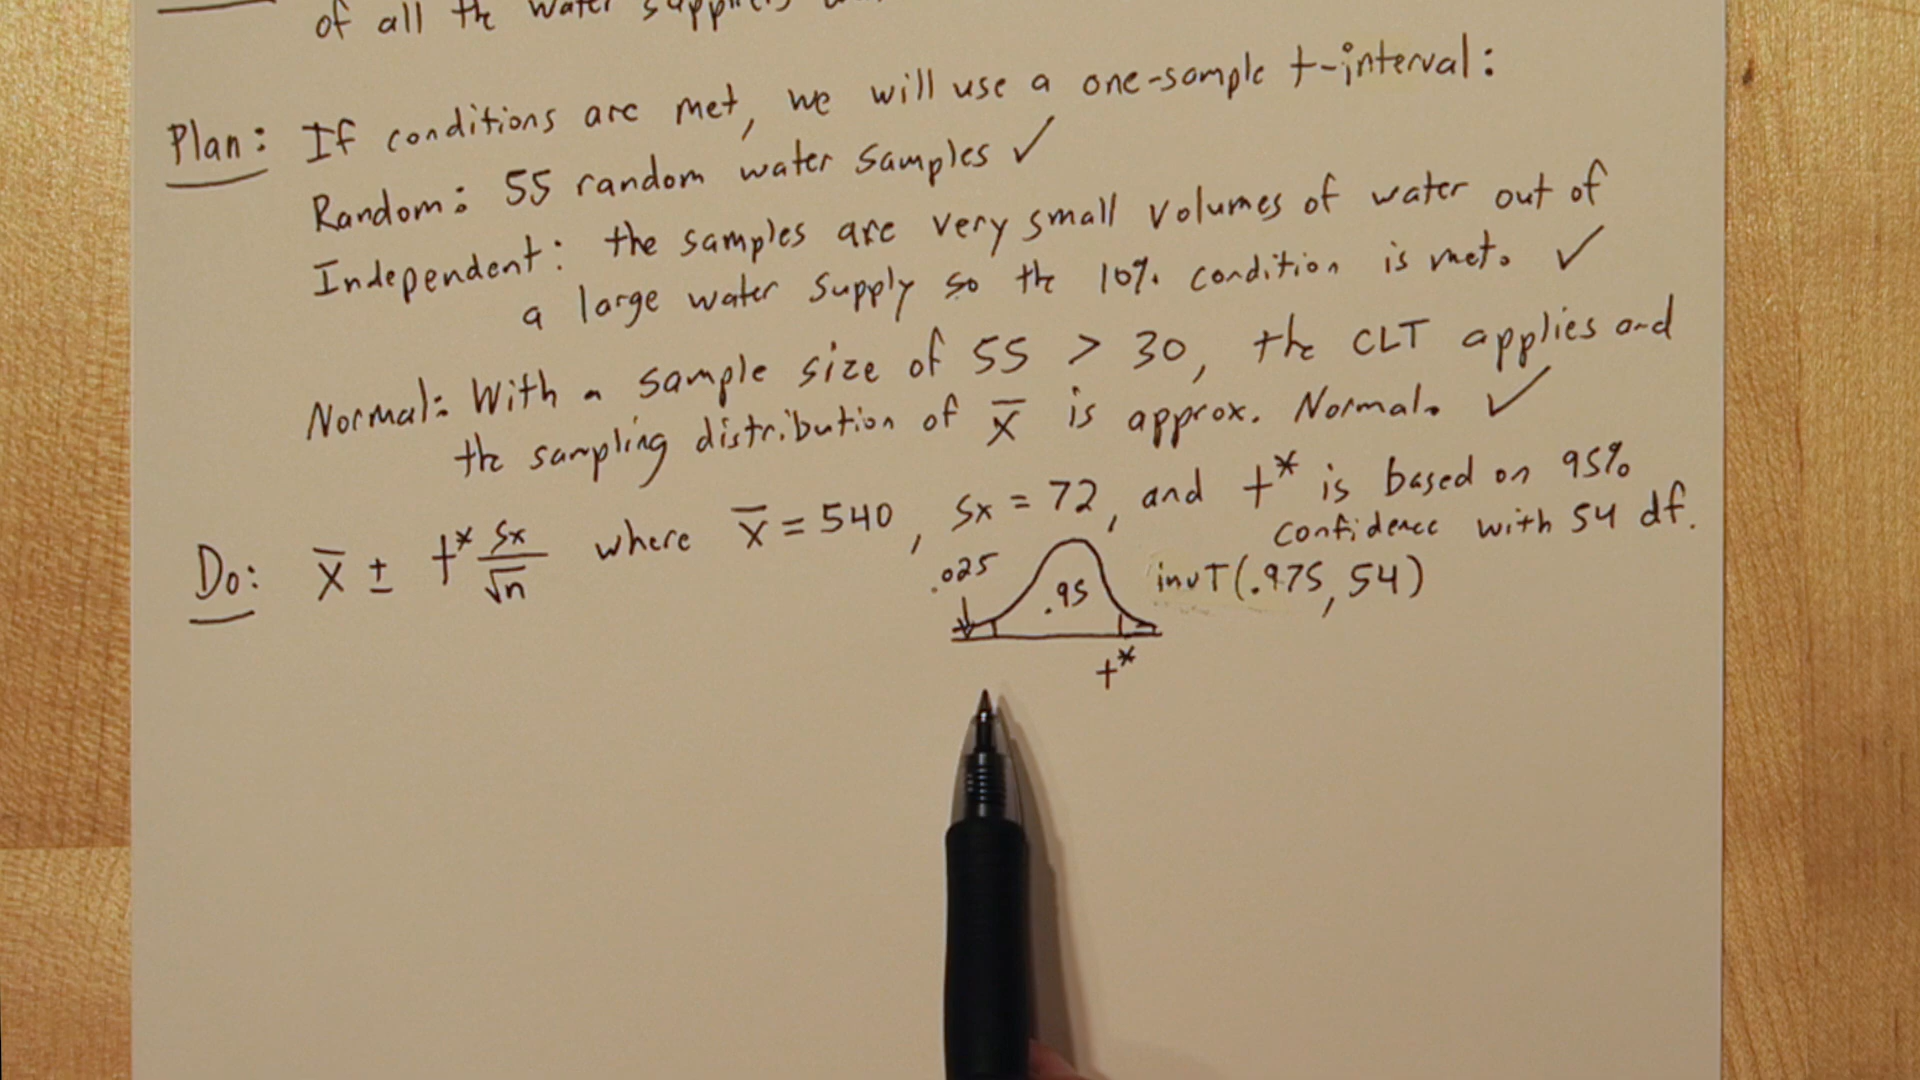 of all the water
Plan: If conditions are met, we will use a one-sample t-interval:
Random: 55 random water samples ✓
Independent: the samples are very small volumes of water out of
a large water supply so the 10% condition is met. ✓
Normal: With a sample size of 55 > 30, the CLT applies and
the sampling distribution of x̄ is approx. Normal. ✓
Do: x̄ ± t* sx/√n where x̄ = 540, sx = 72, and t* is based on 95%
confidence with 54 df.
.025
.95
invT(.975, 54)
t*